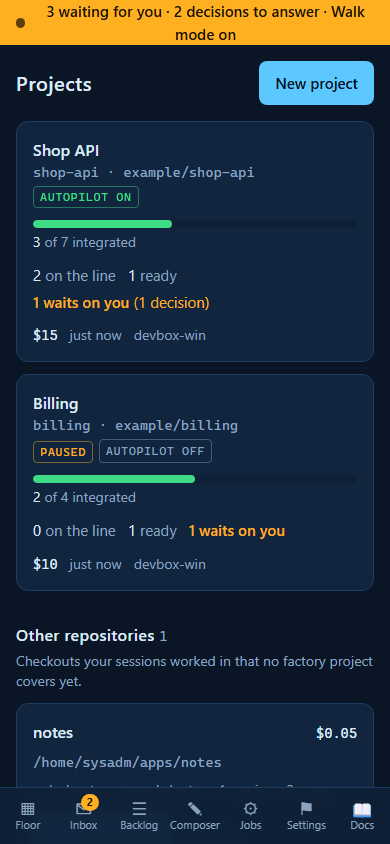 3 waiting for you · 2 decisions to answer · Walk
mode on
Projects
New project
Shop API
shop-api · example/shop-api
AUTOPILOT ON
3 of 7 integrated
2 on the line 1 ready
1 waits on you (1 decision)
$15 just now devbox-win
Billing
billing · example/billing
PAUSED AUTOPILOT OFF
2 of 4 integrated
0 on the line 1 ready 1 waits on you
$10 just now devbox-win
Other repositories 1
Checkouts your sessions worked in that no factory project
covers yet.
notes $0.05
/home/sysadm/apps/notes
2
Floor Inbox Backlog Composer Jobs Settings Docs